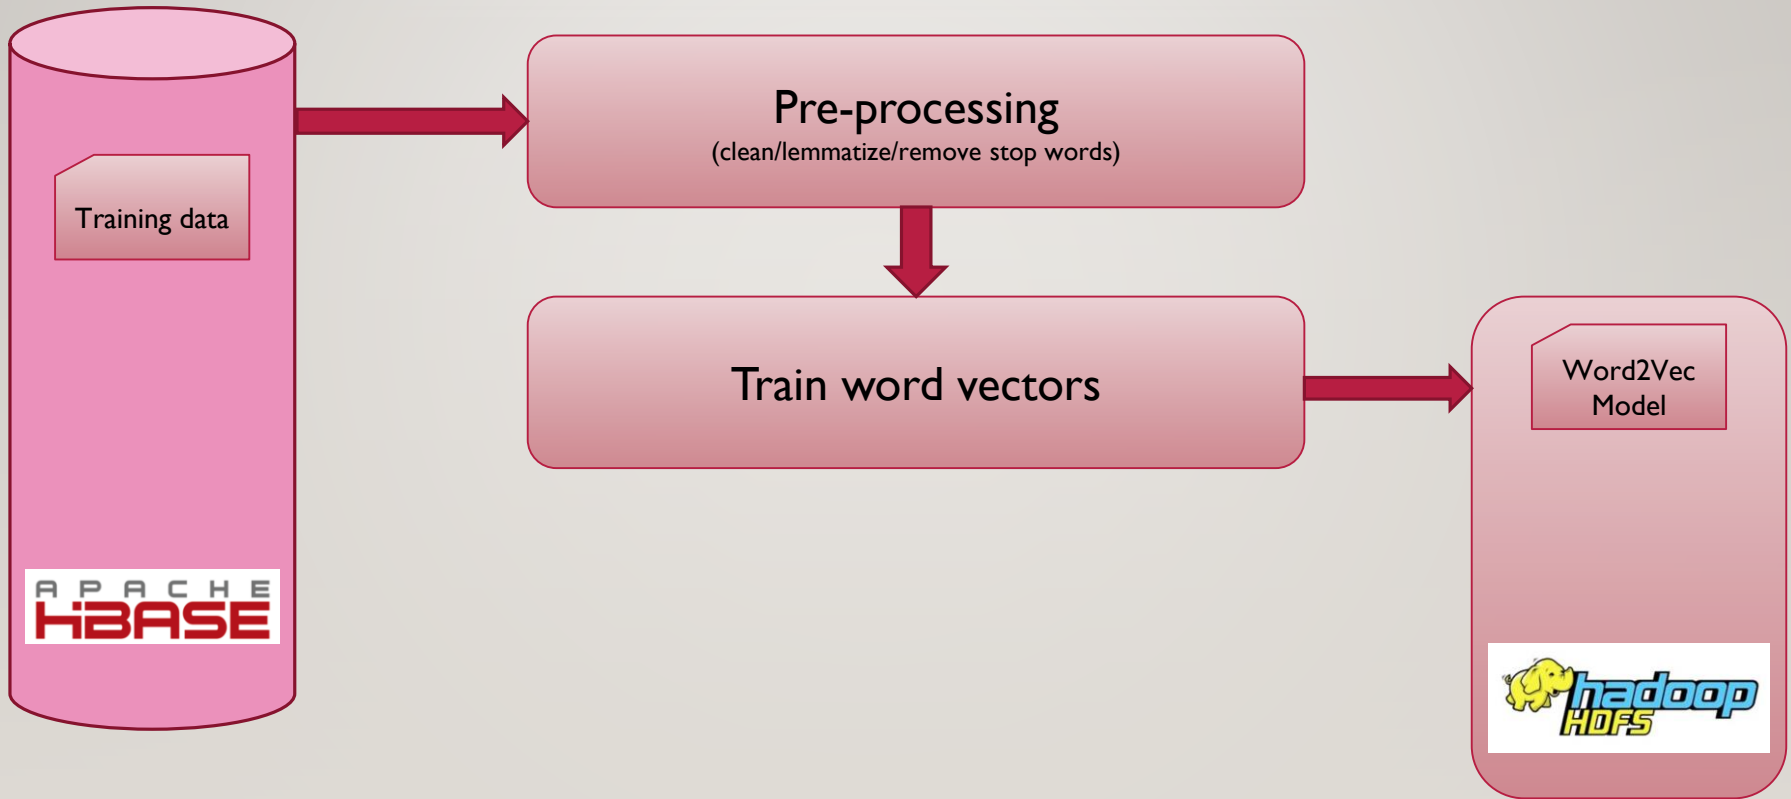 Pre-processing
(clean/lemmatize/remove stop words)
Training data
Train word vectors
Word2Vec
Model
APACHE
HBASE
hadoop
HDFS